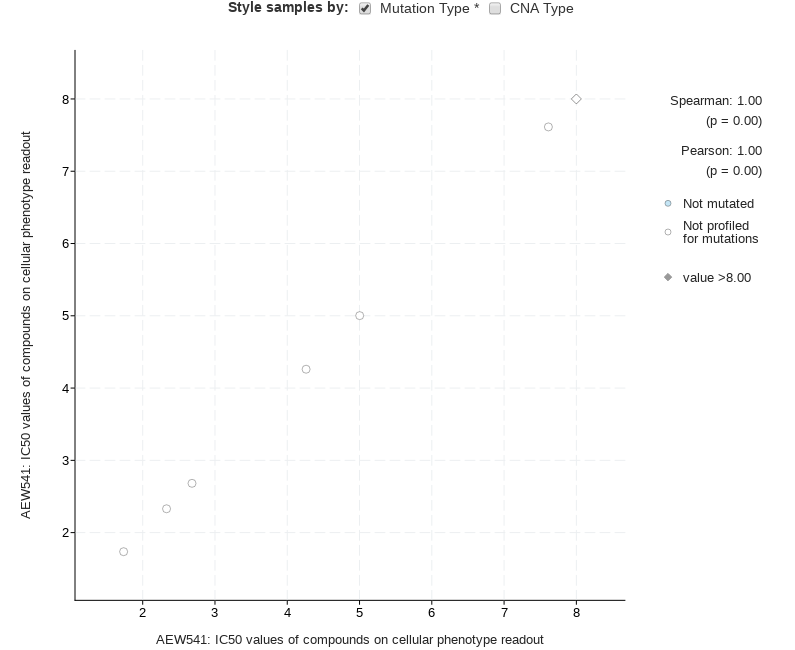 Style samples by: Mutation Type * CNA Type
8
7
6
5
4
3
2
AEW541: IC50 values of compounds on cellular phenotype readout
2 3 4 5 6 7 8
AEW541: IC50 values of compounds on cellular phenotype readout
Spearman: 1.00
(p = 0.00)
Pearson: 1.00
(p = 0.00)
Not mutated
Not profiled
for mutations
value >8.00